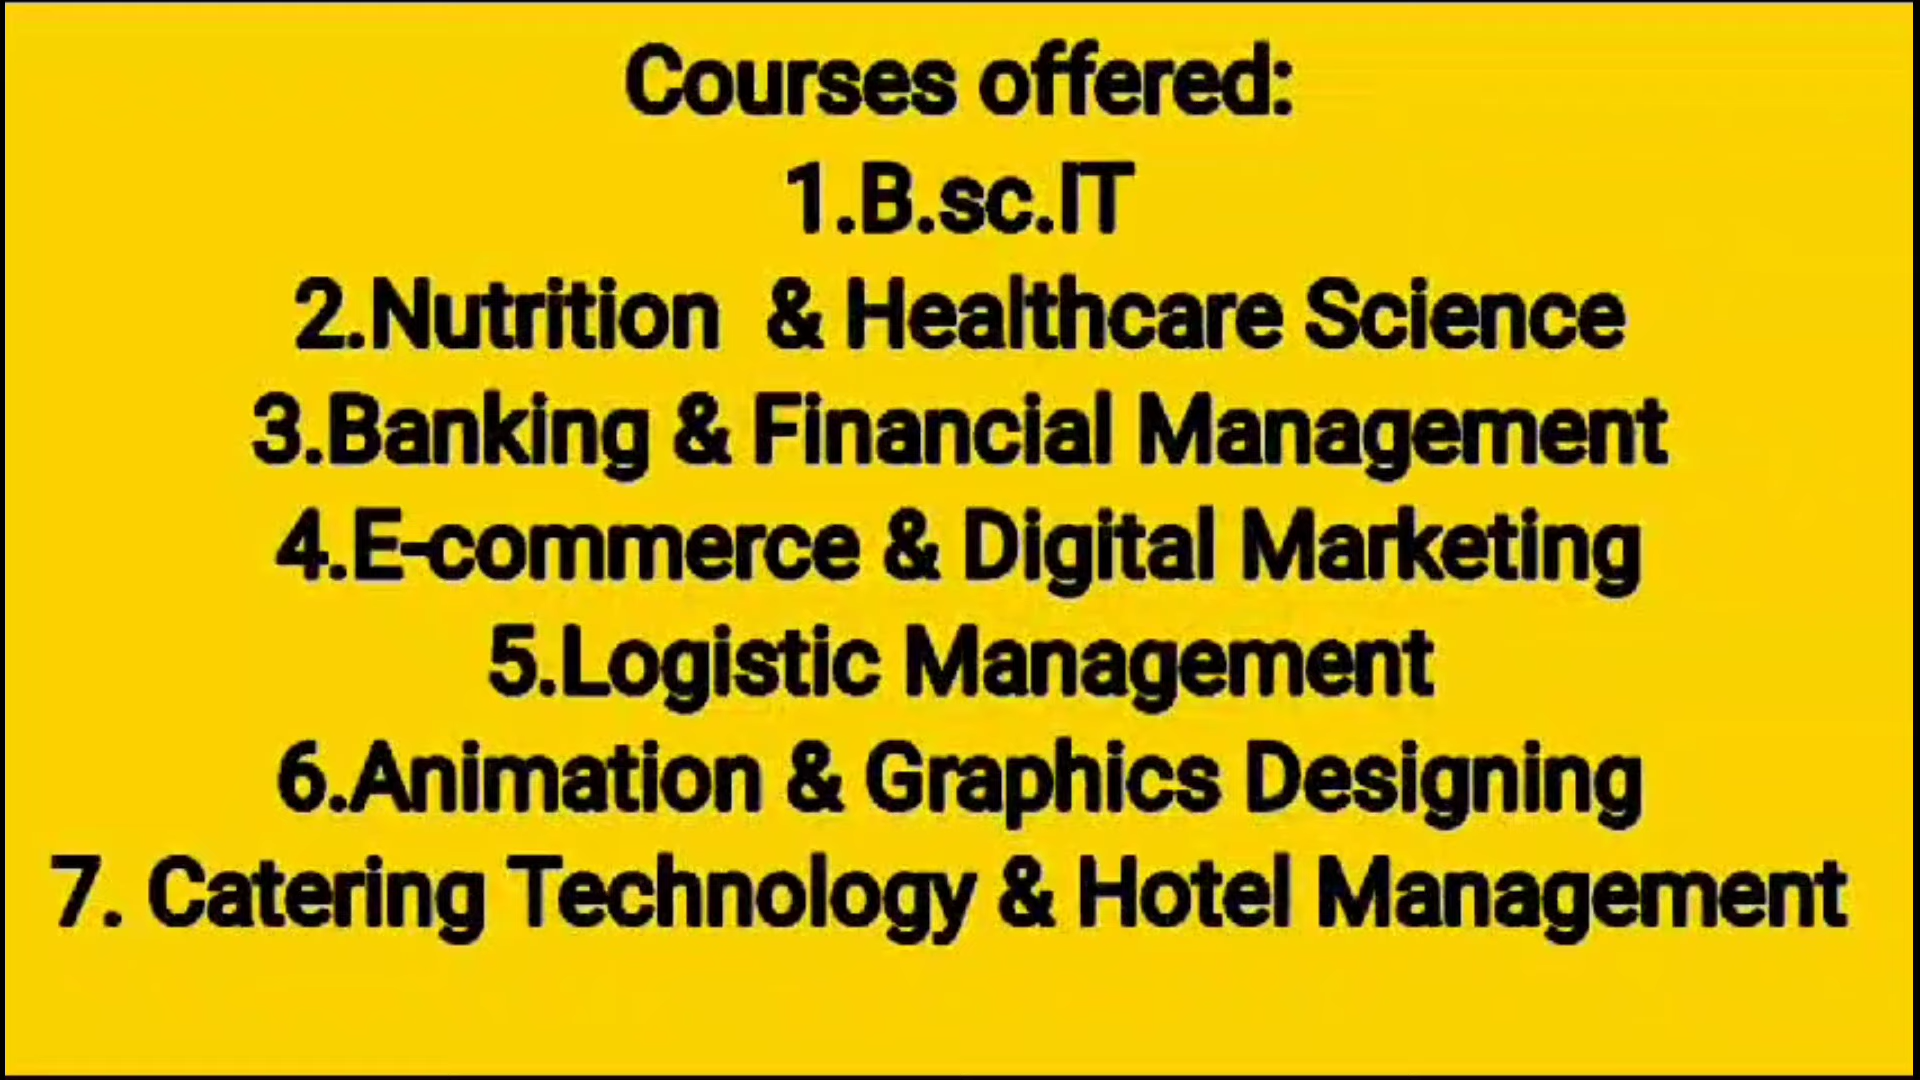 Courses offered:
1.B.sc.IT
2.Nutrition  & Healthcare Science
3.Banking & Financial Management
4.E-commerce & Digital Marketing
5.Logistic Management
6.Animation & Graphics Designing
7. Catering Technology & Hotel Management